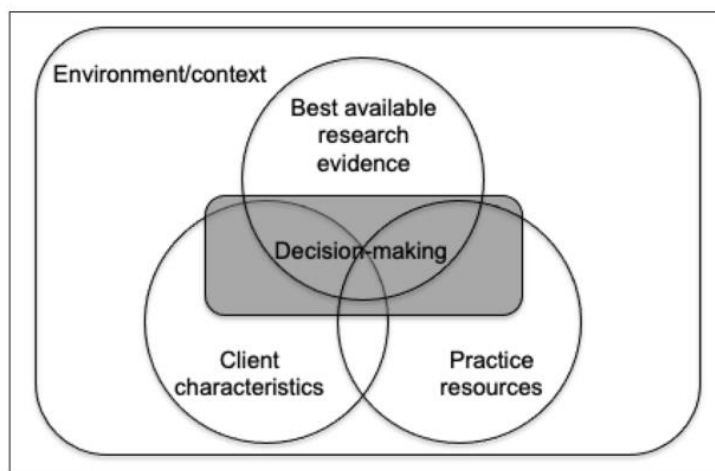 Environment/context
Best available
research
evidence
Decision-making
Client
characteristics
Practice
resources